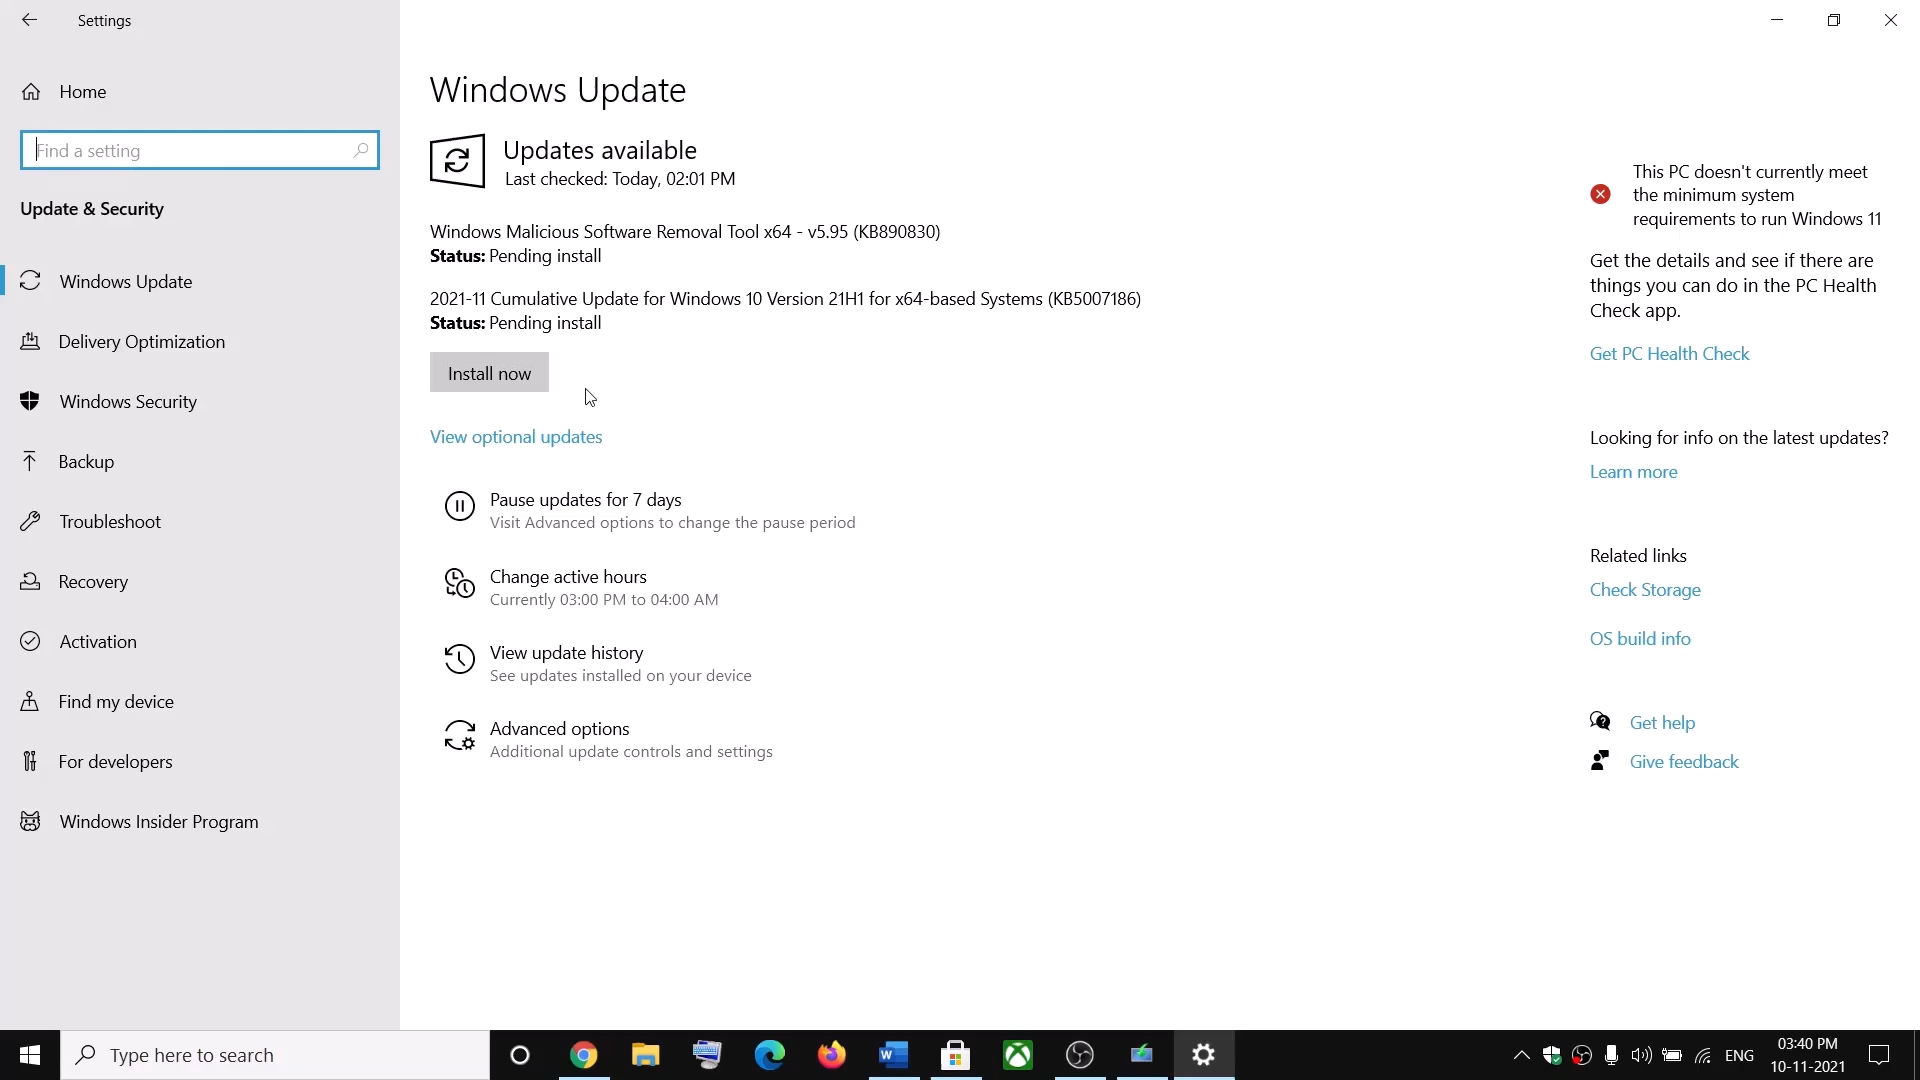 Settings
Home
Find a setting
Update & Security
Windows Update
Delivery Optimization
Windows Security
Backup
Troubleshoot
Recovery
Activation
Find my device
For developers
Windows Insider Program
Windows Update
Updates available
Last checked: Today, 02:01 PM
Windows Malicious Software Removal Tool x64 - v5.95 (KB890830)
Status: Pending install
2021-11 Cumulative Update for Windows 10 Version 21H1 for x64-based Systems (KB5007186)
Status: Pending install
Install now
View optional updates
Pause updates for 7 days
Visit Advanced options to change the pause period
Change active hours
Currently 03:00 PM to 04:00 AM
View update history
See updates installed on your device
Advanced options
Additional update controls and settings
This PC doesn't currently meet
the minimum system
requirements to run Windows 11
Get the details and see if there are
things you can do in the PC Health
Check app.
Get PC Health Check
Looking for info on the latest updates?
Learn more
Related links
Check Storage
OS build info
Get help
Give feedback
Type here to search
W
ENG
03:40 PM
10-11-2021